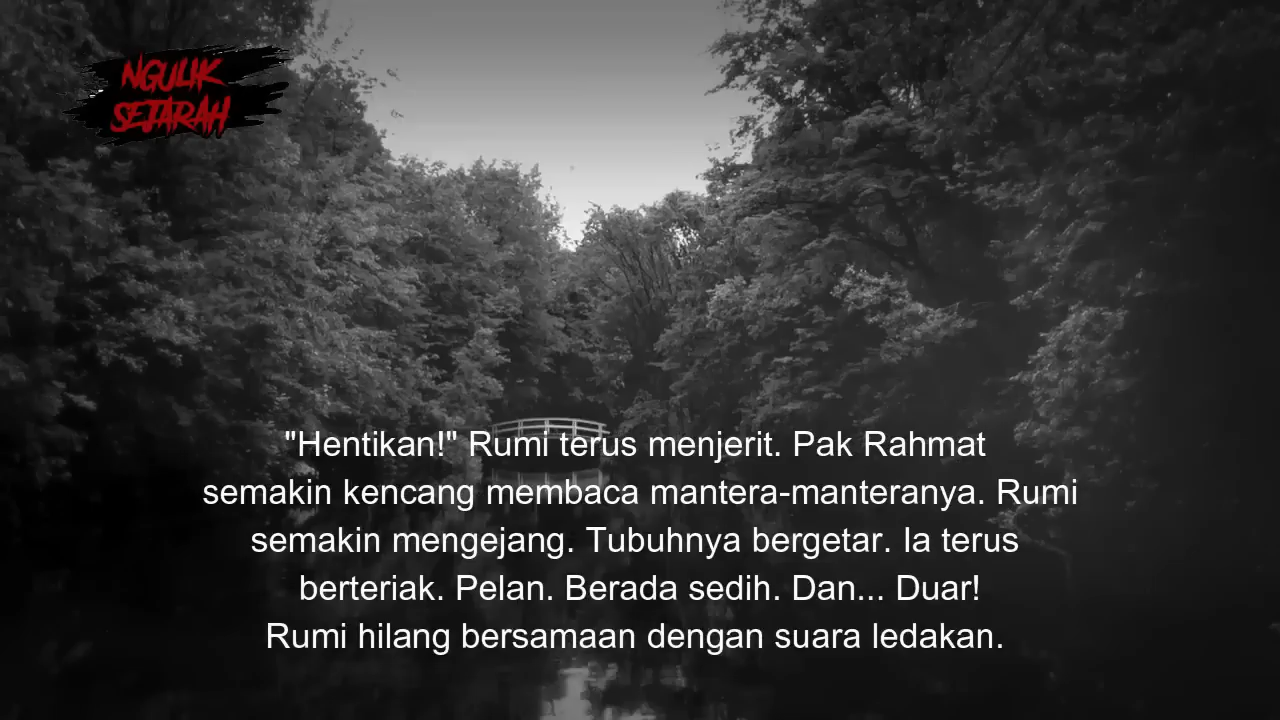 NGULIK
SEJARAH
"Hentikan!" Rumi terus menjerit. Pak Rahmat
semakin kencang membaca mantera-manteranya. Rumi
semakin mengejang. Tubuhnya bergetar. Ia terus
berteriak. Pelan. Berada sedih. Dan... Duar!
Rumi hilang bersamaan dengan suara ledakan.